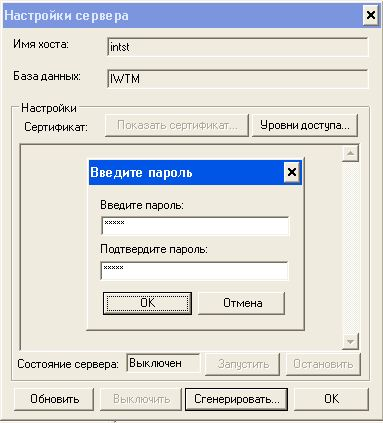 Настройки сервера
Имя хоста: intst
База данных: IWTM
Настройки
Сертификат: Показать сертификат... Уровни доступа...
Введите пароль
Введите пароль:
*****
Подтвердите пароль:
*****
OK Отмена
Состояние сервера: Выключен Запустить Остановить
Обновить Выключить Сгенерировать... OK